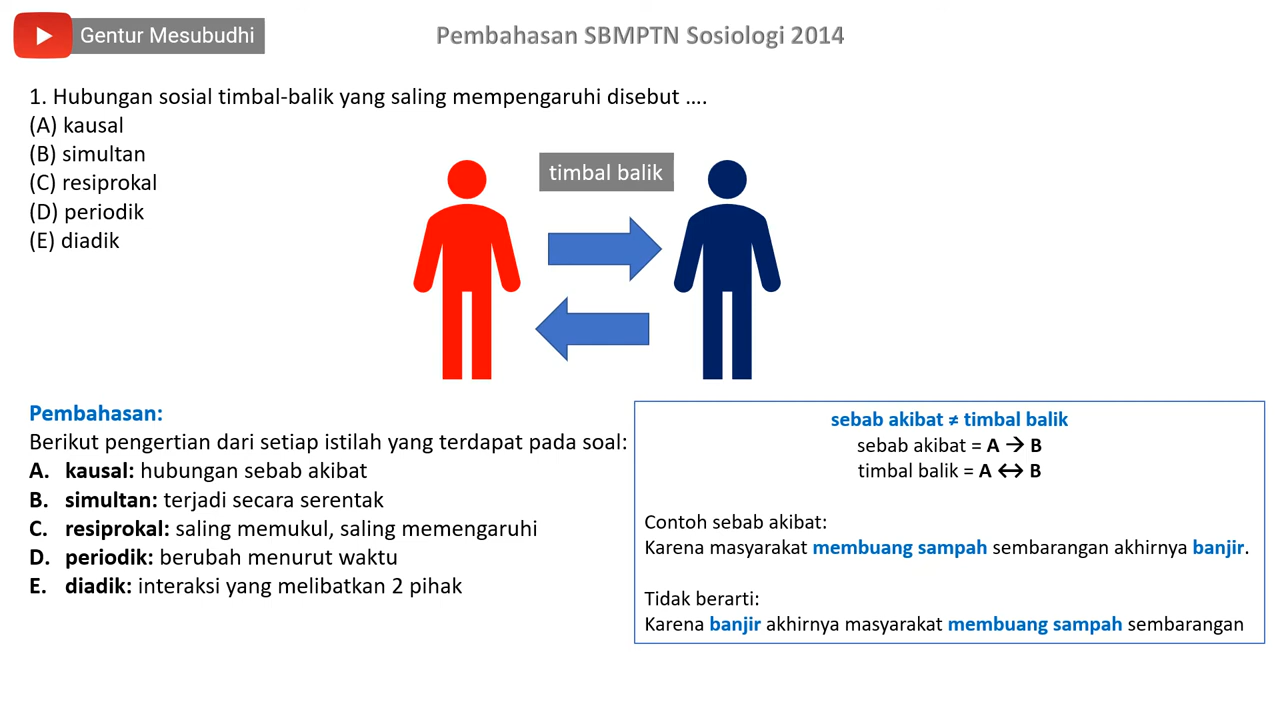 Gentur Mesubudhi
Pembahasan SBMPTN Sosiologi 2014
1. Hubungan sosial timbal-balik yang saling mempengaruhi disebut ....
(A) kausal
(B) simultan
(C) resiprokal
(D) periodik
(E) diadik
timbal balik
Pembahasan:
Berikut pengertian dari setiap istilah yang terdapat pada soal:
A. kausal: hubungan sebab akibat
B. simultan: terjadi secara serentak
C. resiprokal: saling memukul, saling memengaruhi
D. periodik: berubah menurut waktu
E. diadik: interaksi yang melibatkan 2 pihak
sebab akibat ≠ timbal balik
sebab akibat = A → B
timbal balik = A ↔ B
Contoh sebab akibat:
Karena masyarakat membuang sampah sembarangan akhirnya banjir.
Tidak berarti:
Karena banjir akhirnya masyarakat membuang sampah sembarangan